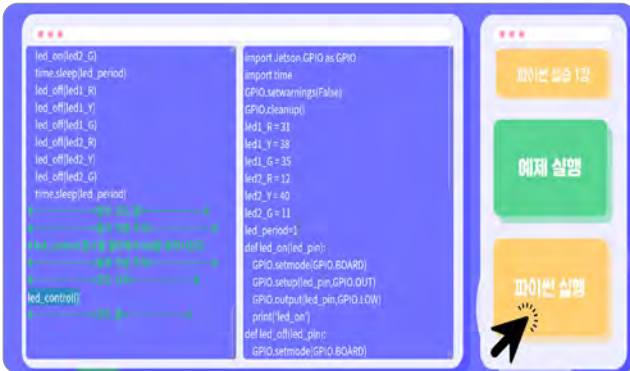 led_on(led2_G)
time.sleep(led_period)
led_off(led1_R)
led_off(led1_Y)
led_off(led1_G)
led_off(led2_R)
led_off(led2_Y)
led_off(led2_G)
time.sleep(led_period)
led_control()
import Jetson.GPIO as GPIO
import time
GPIO.setwarnings(False)
GPIO.cleanup()
led1_R = 31
led1_Y = 38
led1_G = 35
led2_R = 12
led2_Y = 40
led2_G = 11
led_period=1
def led_on(led_pin):
GPIO.setmode(GPIO.BOARD)
GPIO.setup(led_pin,GPIO.OUT)
GPIO.output(led_pin,GPIO.LOW)
print('led_on')
def led_off(led_pin):
GPIO.setmode(GPIO.BOARD)
파이썬 실습 1강
예제 실행
파이썬 실행